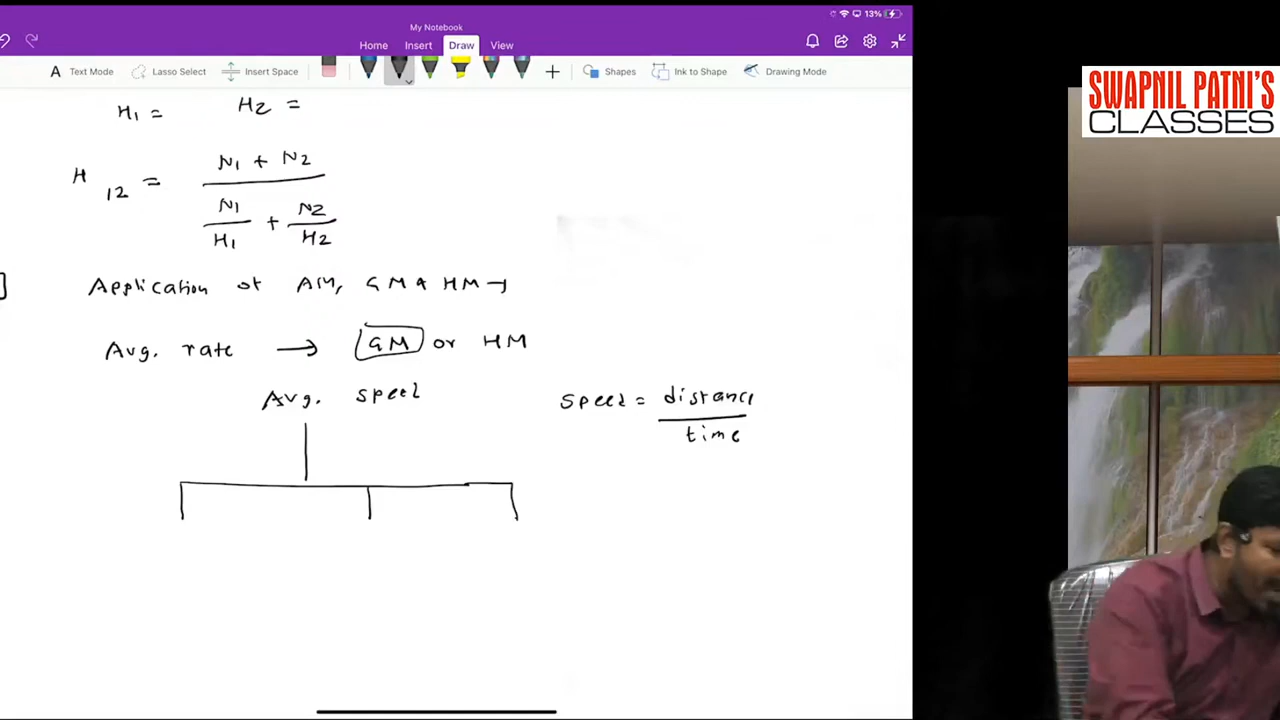 13%
My Notebook
Home Insert Draw View
A Text Mode Lasso Select Insert Space Shapes Ink to Shape Drawing Mode
SWAPNIL PATNI'S
CLASSES
H1 = H2 =
H12 = N1 + N2
N1 + N2
H1 H2
Application of AM, GM & HM →
Avg. rate → GM or HM
Avg. speed
speed = distance
time